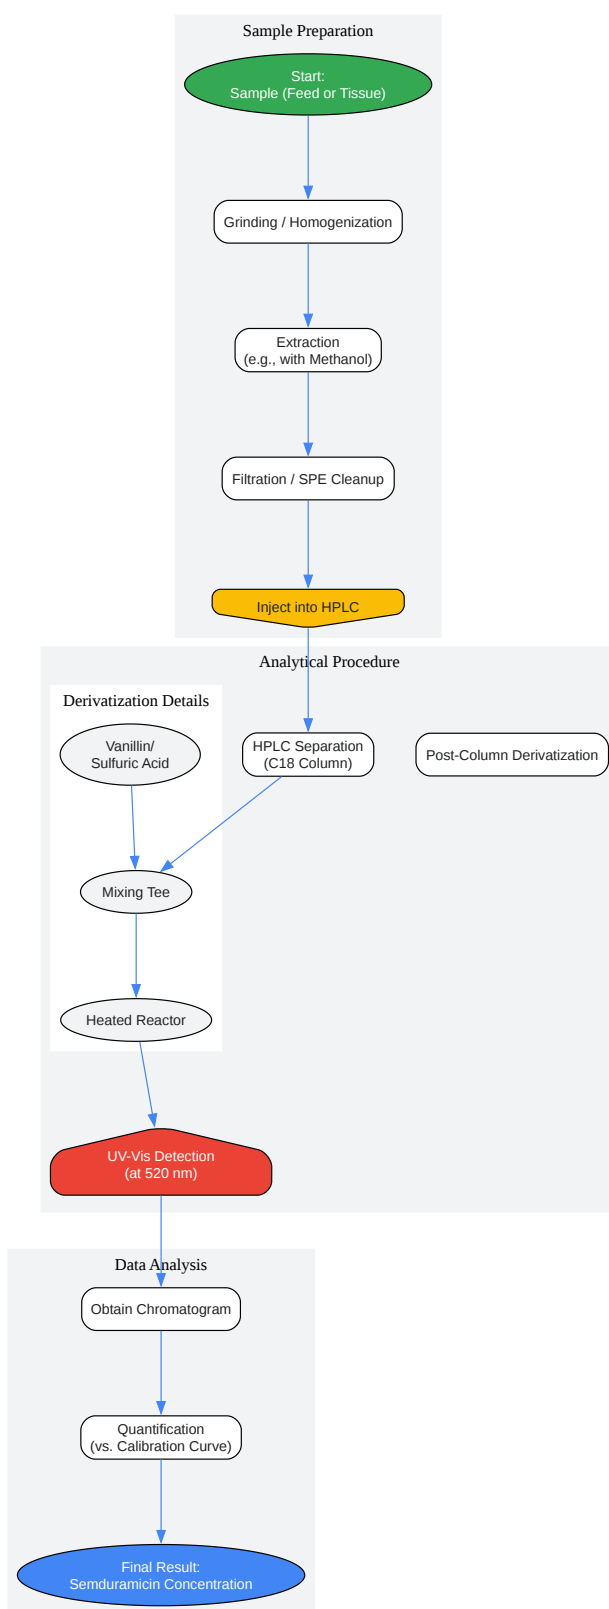 Sample Preparation
Start:
Sample (Feed or Tissue)
Grinding / Homogenization
Extraction
(e.g., with Methanol)
Filtration / SPE Cleanup
Inject into HPLC
Analytical Procedure
Derivatization Details
Vanillin/
Sulfuric Acid
HPLC Separation
(C18 Column)
Post-Column Derivatization
Mixing Tee
Heated Reactor
UV-Vis Detection
(at 520 nm)
Data Analysis
Obtain Chromatogram
Quantification
(vs. Calibration Curve)
Final Result:
Semduramicin Concentration